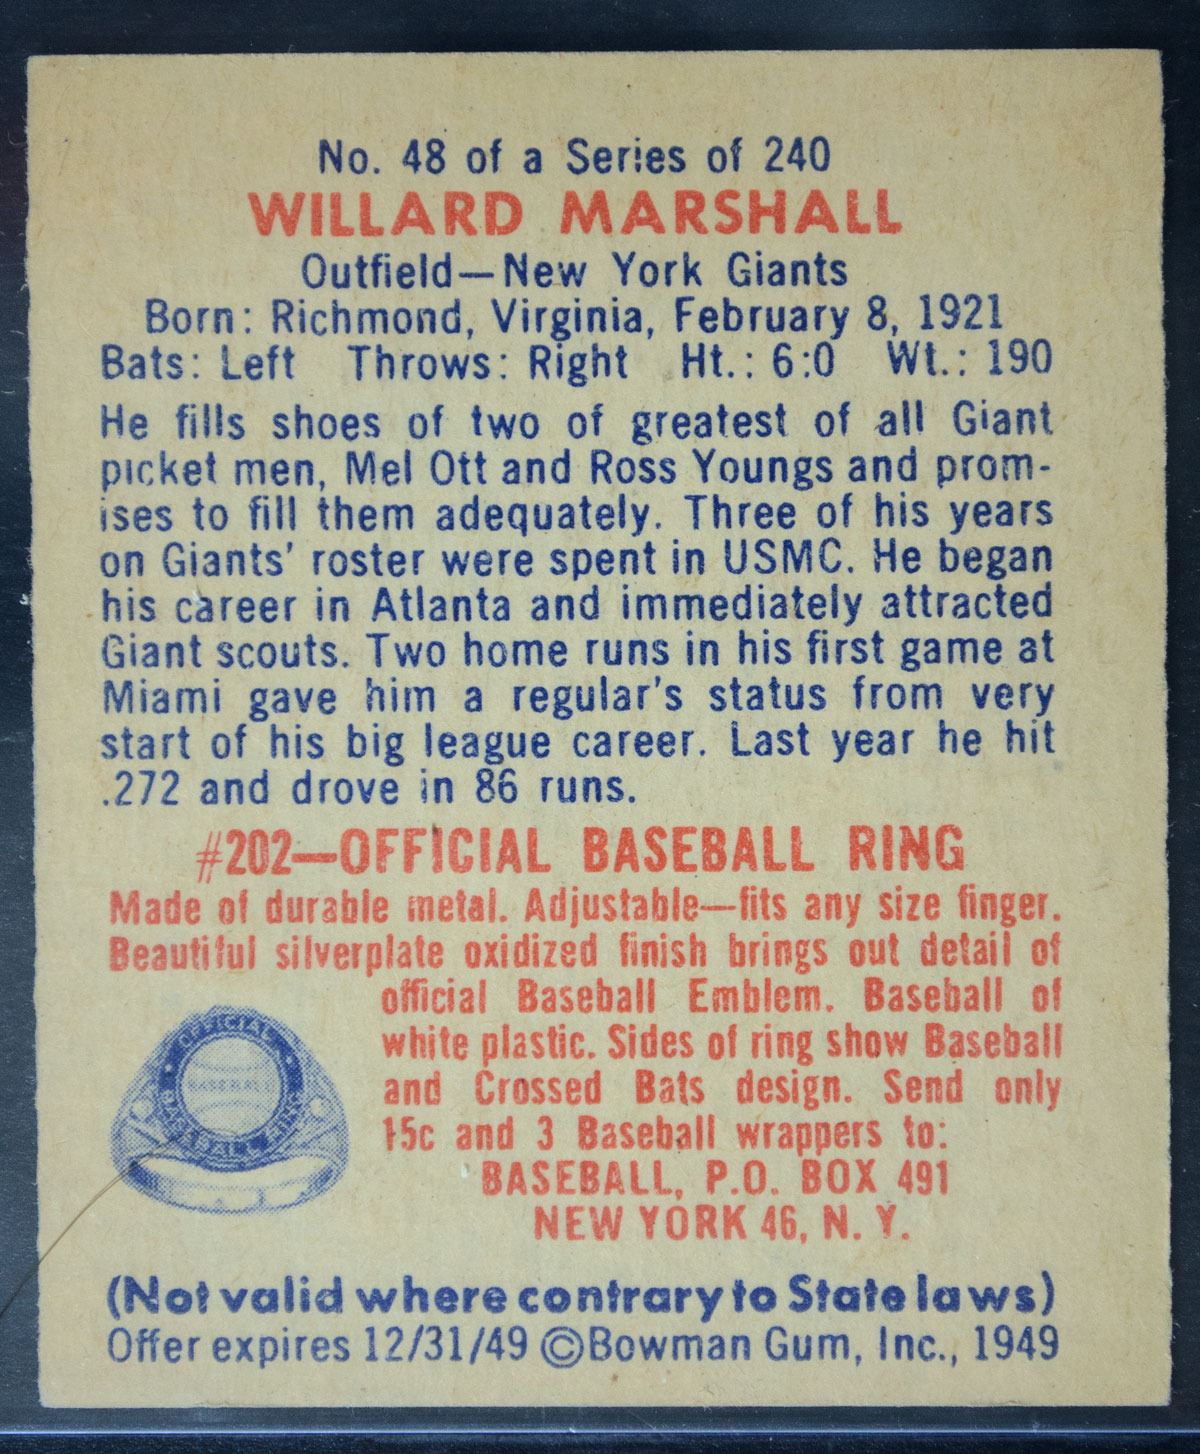 No. 48 of a Series of 240
WILLARD MARSHALL
Outfield—New York Giants
Born: Richmond, Virginia, February 8, 1921
Bats: Left Throws: Right Ht.: 6:0 Wt.: 190
He fills shoes of two of greatest of all Giant
picket men, Mel Ott and Ross Youngs and prom-
ises to fill them adequately. Three of his years
on Giants' roster were spent in USMC. He began
his career in Atlanta and immediately attracted
Giant scouts. Two home runs in his first game at
Miami gave him a regular's status from very
start of his big league career. Last year he hit
.272 and drove in 86 runs.
#202—OFFICIAL BASEBALL RING
Made of durable metal. Adjustable—fits any size finger.
Beautiful silverplate oxidized finish brings out detail of
official Baseball Emblem. Baseball of
white plastic. Sides of ring show Baseball
and Crossed Bats design. Send only
15c and 3 Baseball wrappers to:
BASEBALL, P.O. BOX 491
NEW YORK 46, N. Y.
OFFICIAL
BASEBALL
BASEBALL RING
(Not valid where contrary to State laws)
Offer expires 12/31/49 ©Bowman Gum, Inc., 1949